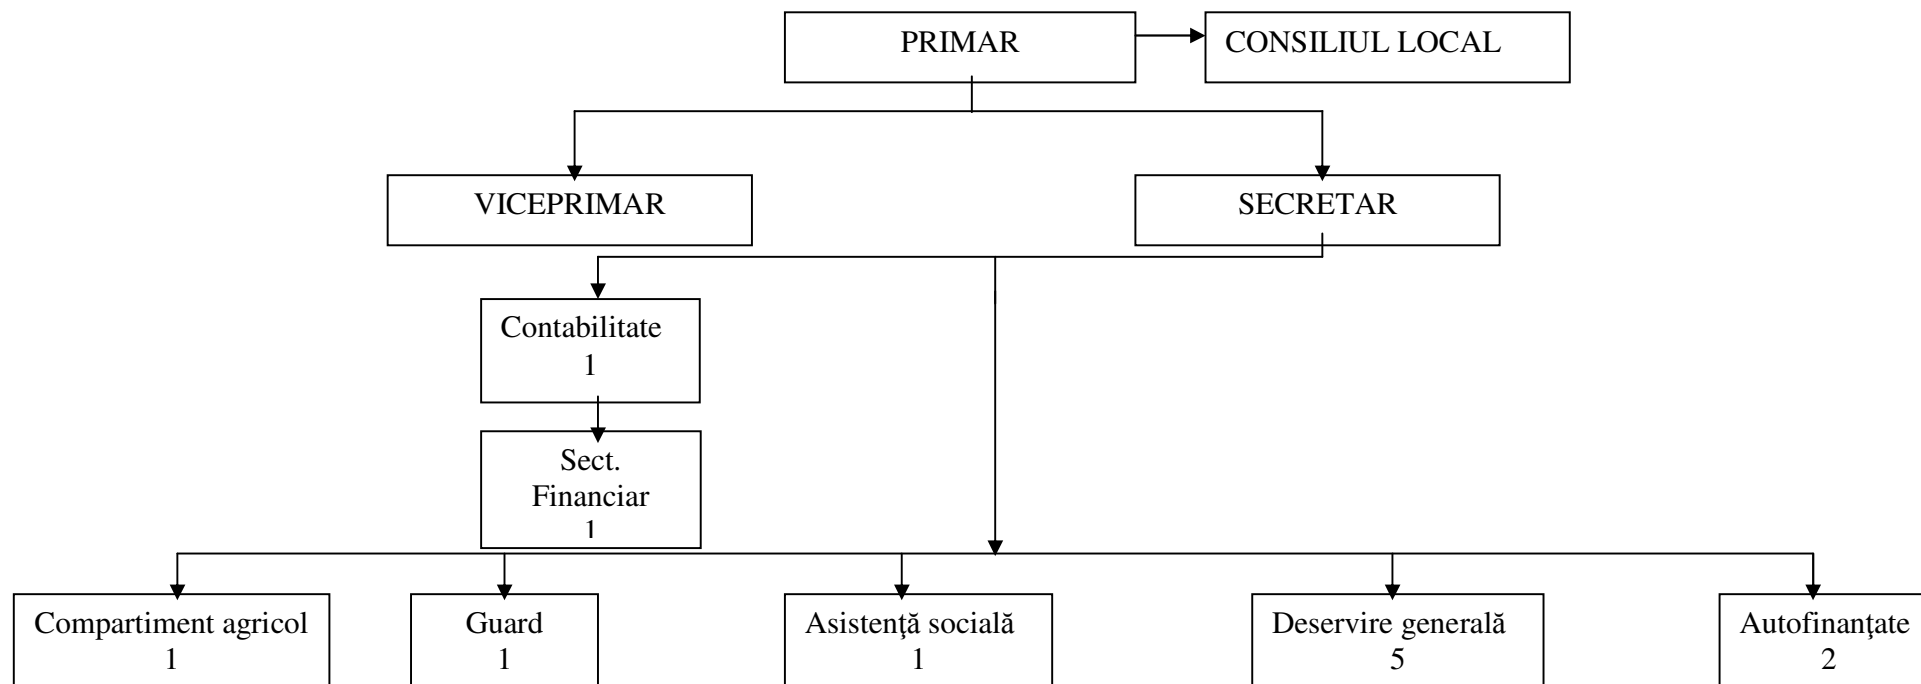 PRIMAR
CONSILIUL LOCAL
VICEPRIMAR
SECRETAR
Contabilitate
1
Sect.
Financiar
1
Compartiment agricol
1
Guard
1
Asistenţă socială
1
Deservire generală
5
Autofinanţate
2